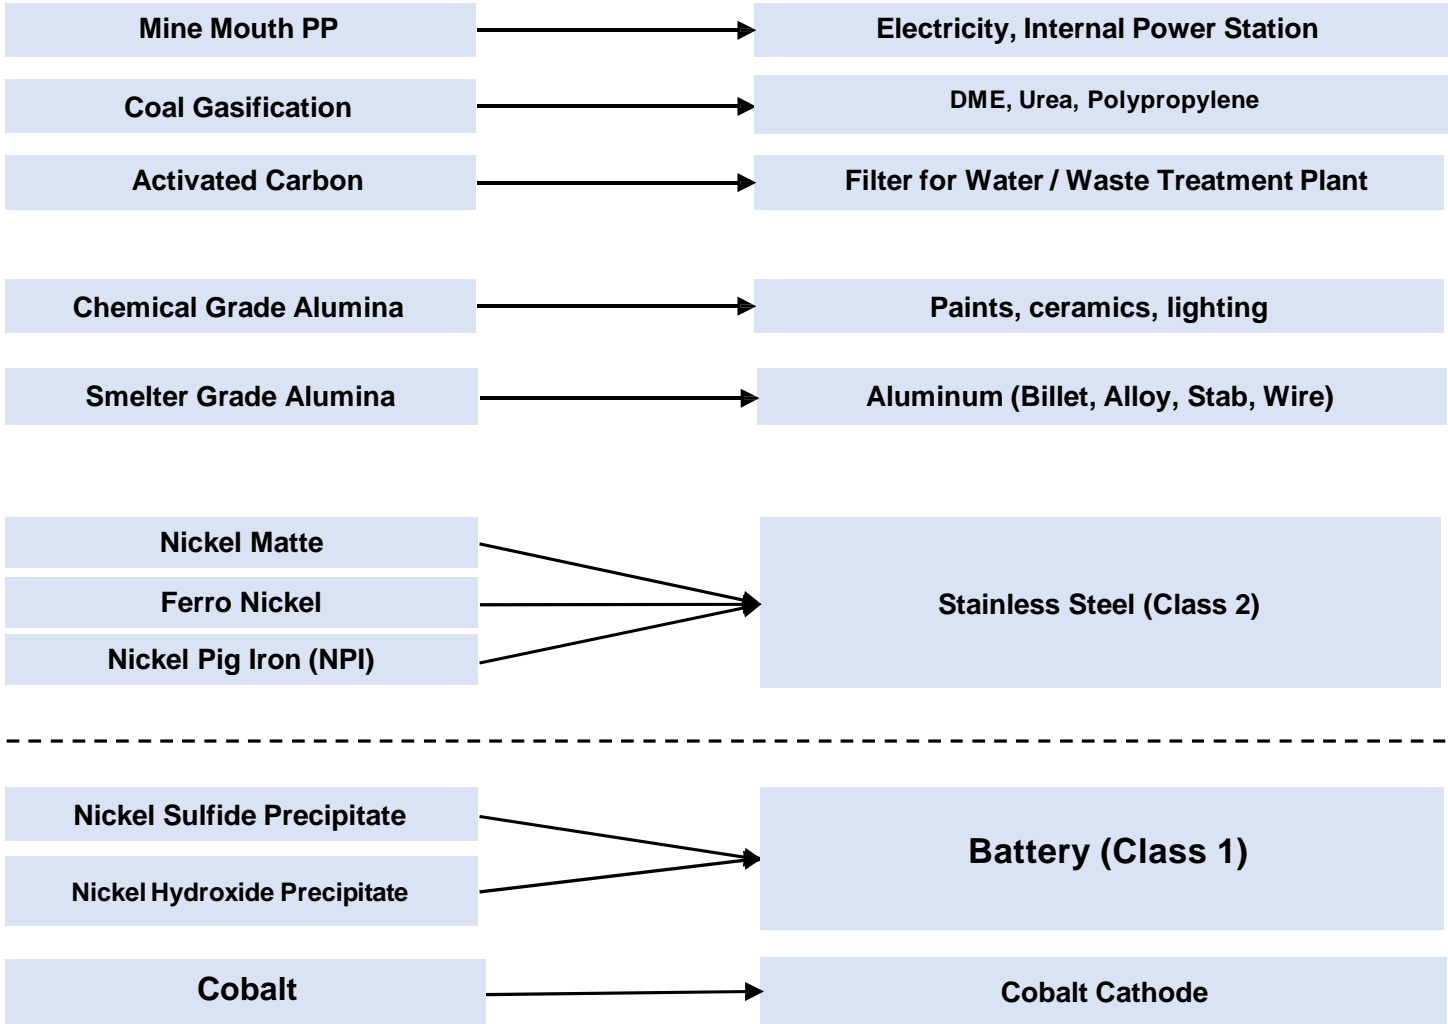 Mine Mouth PP
Electricity, Internal Power Station
Coal Gasification
DME, Urea, Polypropylene
Activated Carbon
Filter for Water / Waste Treatment Plant
Chemical Grade Alumina
Paints, ceramics, lighting
Smelter Grade Alumina
Aluminum (Billet, Alloy, Stab, Wire)
Nickel Matte
Ferro Nickel
Nickel Pig Iron (NPI)
Stainless Steel (Class 2)
Nickel Sulfide Precipitate
Nickel Hydroxide Precipitate
Battery (Class 1)
Cobalt
Cobalt Cathode